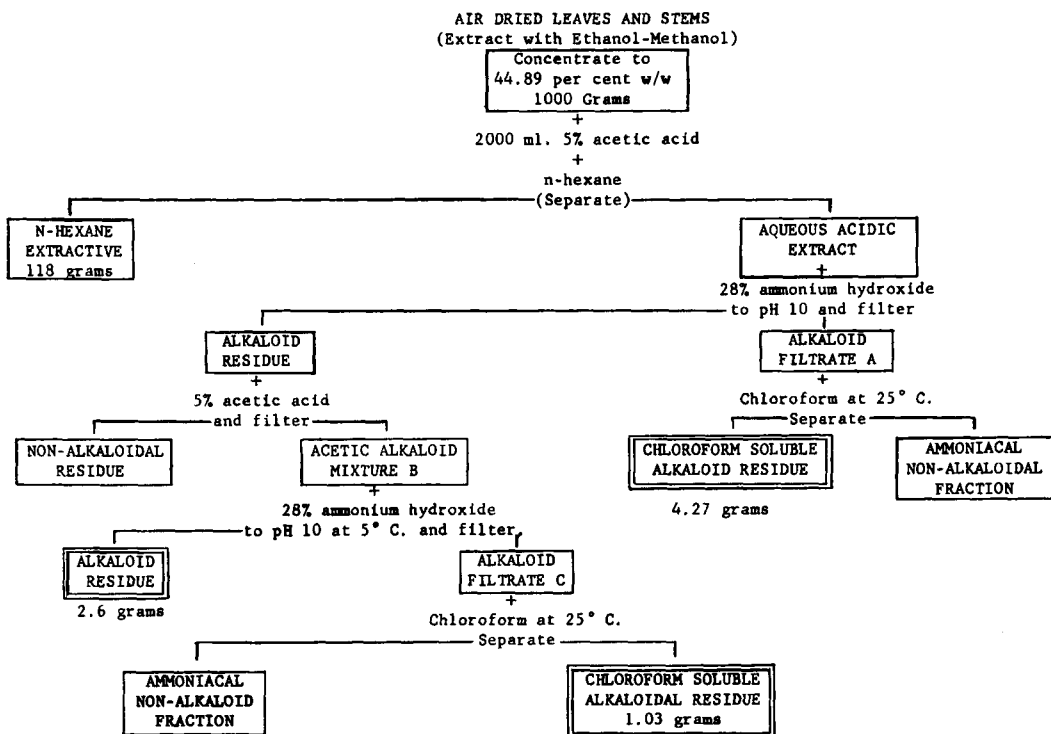 AIR DRIED LEAVES AND STEMS
(Extract with Ethanol-Methanol)
Concentrate to
44.89 per cent w/w
1000 Grams
+
2000 ml. 5% acetic acid
+
n-hexane
(Separate)
N-HEXANE
EXTRACTIVE
118 grams
AQUEOUS ACIDIC
EXTRACT
+
28% ammonium hydroxide
to pH 10 and filter
ALKALOID
RESIDUE
+
5% acetic acid
and filter
ALKALOID
FILTRATE A
+
Chloroform at 25° C.
Separate
NON-ALKALOIDAL
RESIDUE
ACETIC ALKALOID
MIXTURE B
+
28% ammonium hydroxide
to pH 10 at 5° C. and filter
CHLOROFORM SOLUBLE
ALKALOID RESIDUE
4.27 grams
AMMONIACAL
NON-ALKALOIDAL
FRACTION
ALKALOID
RESIDUE
2.6 grams
ALKALOID
FILTRATE C
+
Chloroform at 25° C.
Separate
AMMONIACAL
NON-ALKALOID
FRACTION
CHLOROFORM SOLUBLE
ALKALOIDAL RESIDUE
1.03 grams